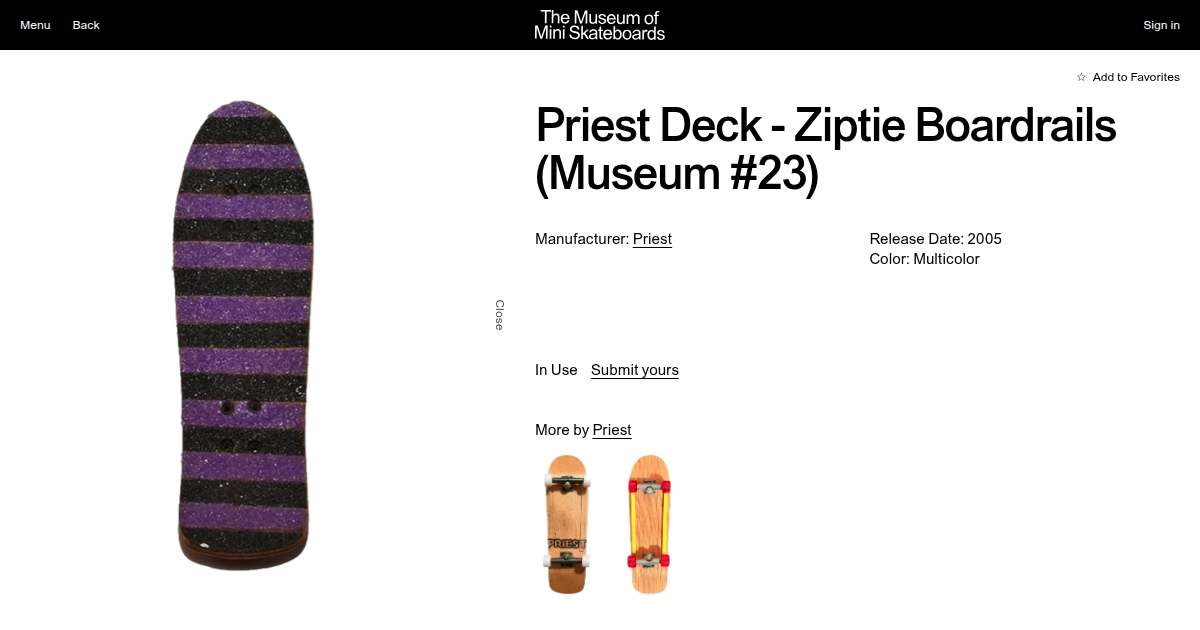 Menu
Back
The Museum of
Mini Skateboards
Sign in
☆ Add to Favorites
Priest Deck - Ziptie Boardrails
(Museum #23)
Manufacturer: Priest
Release Date: 2005
Color: Multicolor
Close
In Use
Submit yours
More by Priest
PRIEST